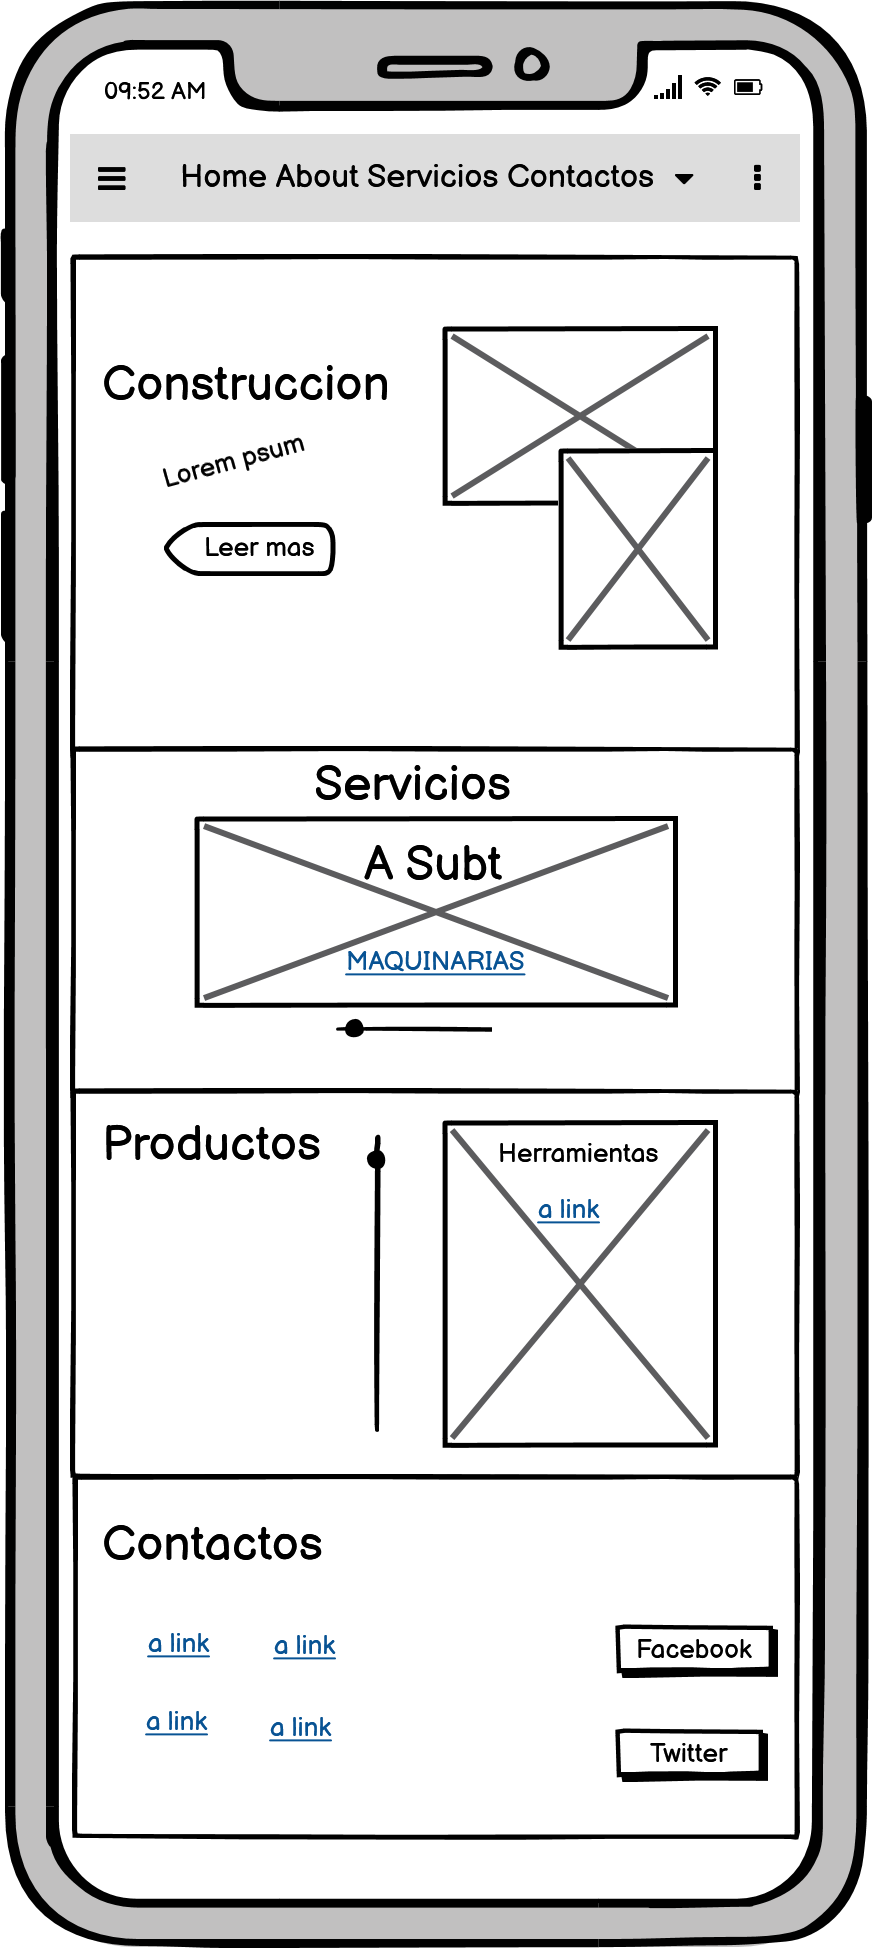 09:52 AM
Home About Servicios Contactos
Construccion
Lorem psum
Leer mas
Servicios
A Subt
MAQUINARIAS
Productos
Herramientas
a link
Contactos
a link a link
Facebook
a link a link
Twitter